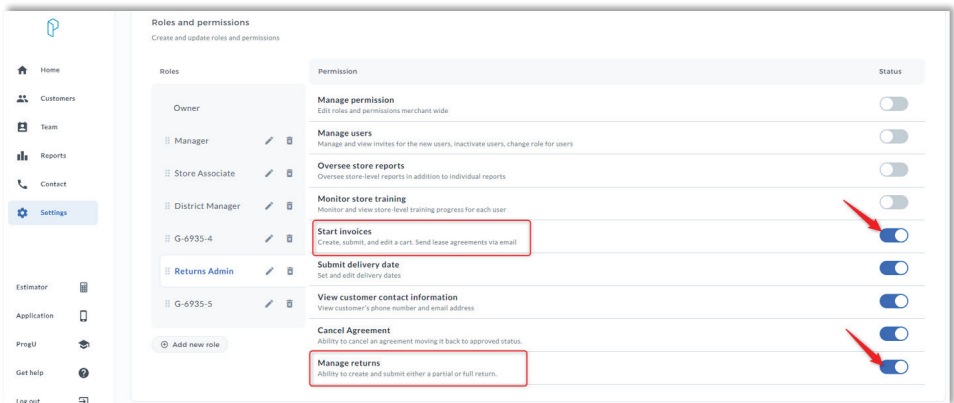 Roles and permissions
Create and update roles and permissions
Home
Customers
Team
Reports
Contact
Settings
Estimator
Application
ProgU
Get help
Log out
Roles
Owner
Manager
Store Associate
District Manager
G-6935-4
Returns Admin
G-6935-5
Add new role
Permission
Status
Manage permission
Edit roles and permissions merchant wide
Manage users
Manage and view invites for the new users, inactivate users, change role for users
Oversee store reports
Oversee store-level reports in addition to individual reports
Monitor store training
Monitor and view store-level training progress for each user
Start invoices
Create, submit, and edit a cart. Send lease agreements via email
Submit delivery date
Set and edit delivery dates
View customer contact information
View customer's phone number and email address
Cancel Agreement
Ability to cancel an agreement moving it back to approved status.
Manage returns
Ability to create and submit either a partial or full return.